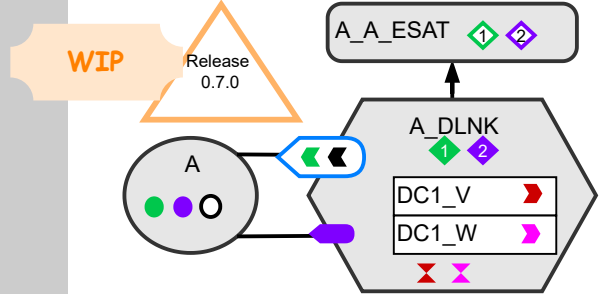 WIP
Release
0.7.0
A_A_ESAT 1 2
A_DLNK
1 2
A
DC1_V
DC1_W